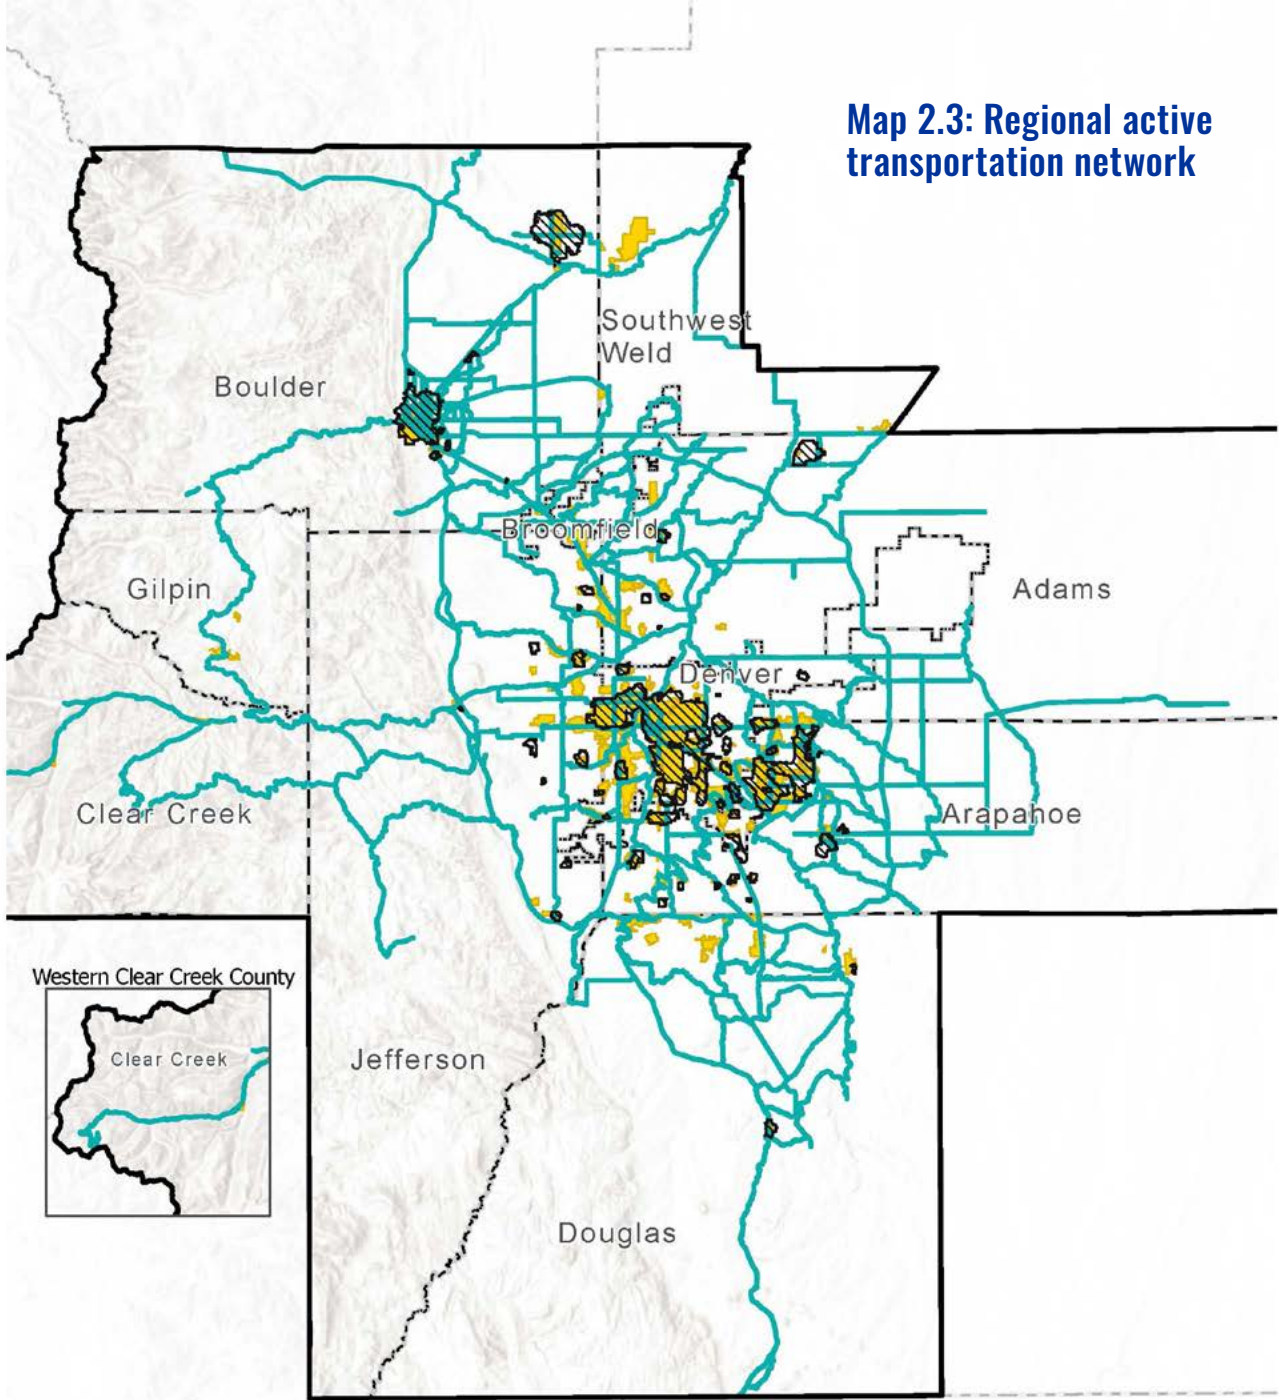 Map 2.3: Regional active
transportation network
Southwest
Weld
Boulder
Broomfield
Gilpin
Adams
Denver
Clear Creek
Arapahoe
Western Clear Creek County
Clear Creek
Jefferson
Douglas